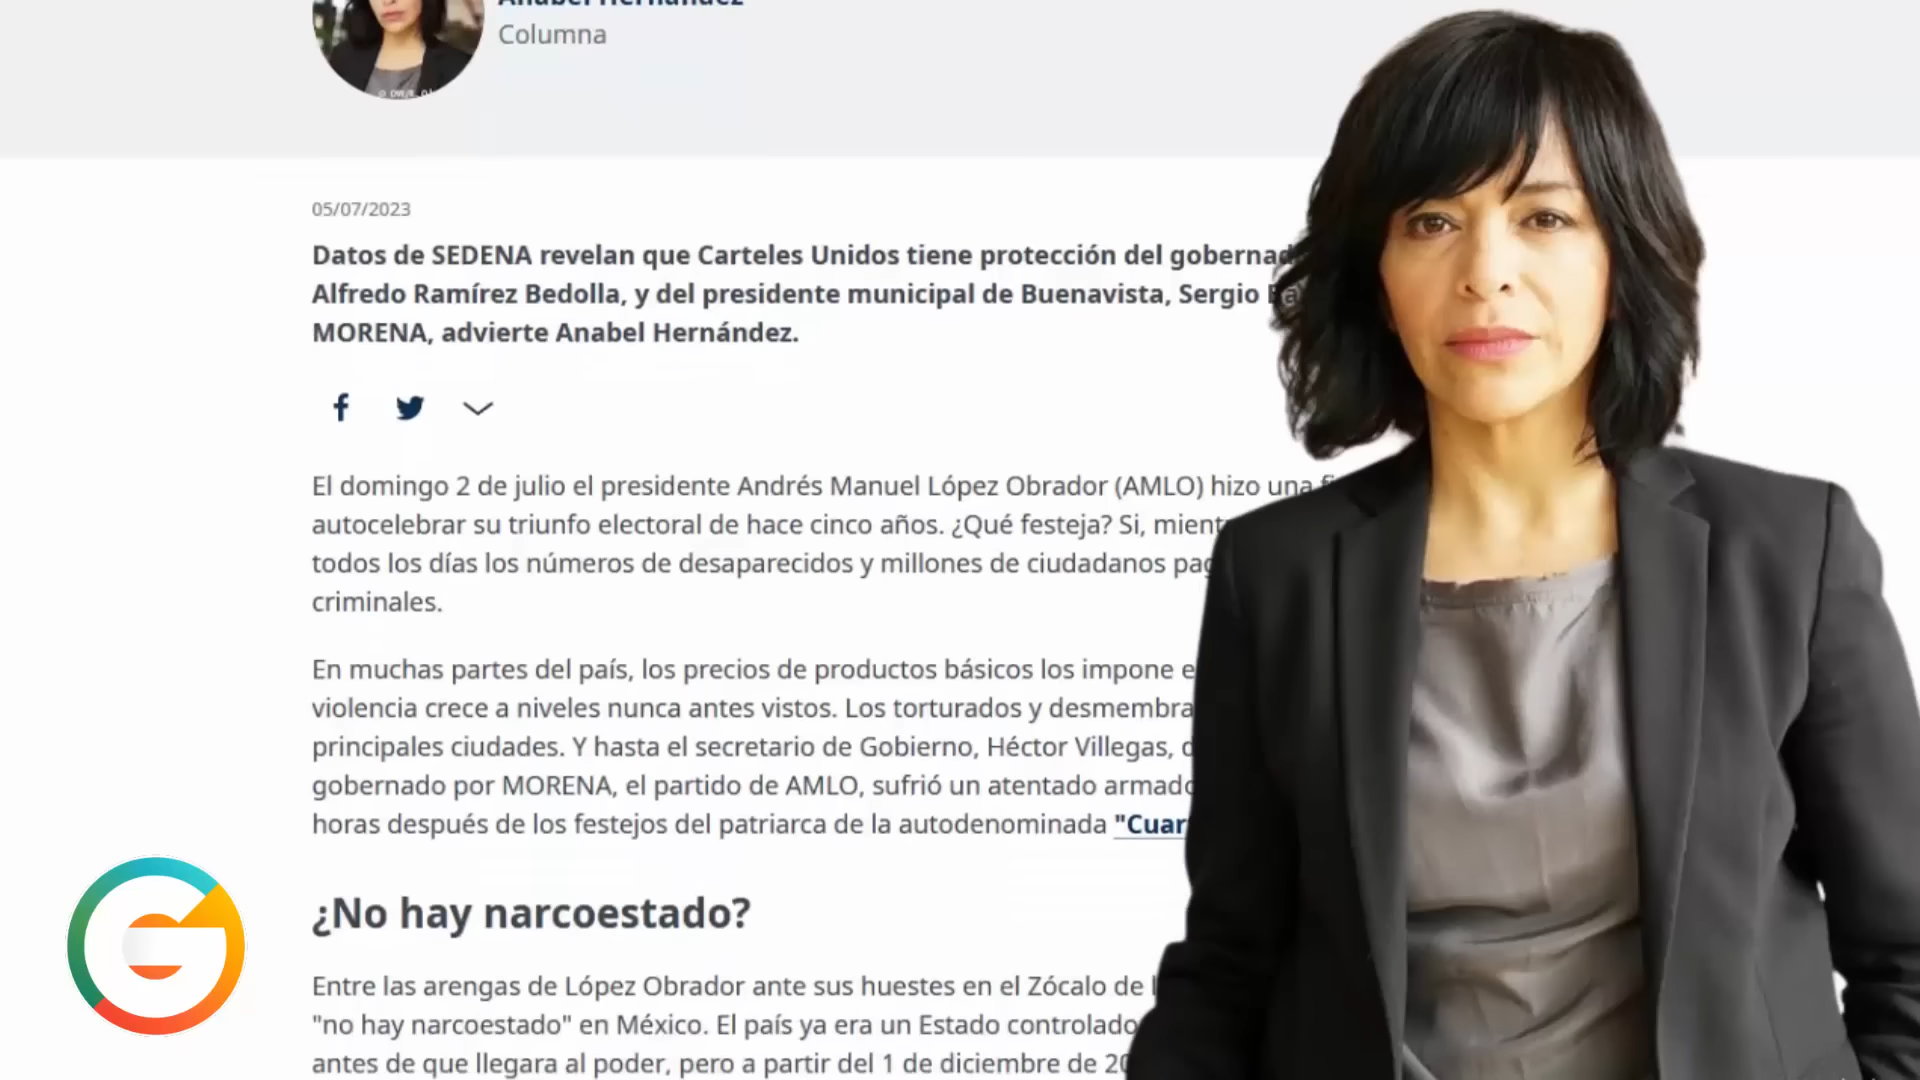 Anabel Hernández
Columna
05/07/2023
Datos de SEDENA revelan que Carteles Unidos tiene protección del gobernad
Alfredo Ramírez Bedolla, y del presidente municipal de Buenavista, Sergio
MORENA, advierte Anabel Hernández.
El domingo 2 de julio el presidente Andrés Manuel López Obrador (AMLO) hizo una
autocelebrar su triunfo electoral de hace cinco años. ¿Qué festeja? Si, mient
todos los días los números de desaparecidos y millones de ciudadanos pag
criminales.
En muchas partes del país, los precios de productos básicos los impone e
violencia crece a niveles nunca antes vistos. Los torturados y desmembra
principales ciudades. Y hasta el secretario de Gobierno, Héctor Villegas, d
gobernado por MORENA, el partido de AMLO, sufrió un atentado armado
horas después de los festejos del patriarca de la autodenominada "Cuar
¿No hay narcoestado?
Entre las arengas de López Obrador ante sus huestes en el Zócalo de l
"no hay narcoestado" en México. El país ya era un Estado controlado
antes de que llegara al poder, pero a partir del 1 de diciembre de 20